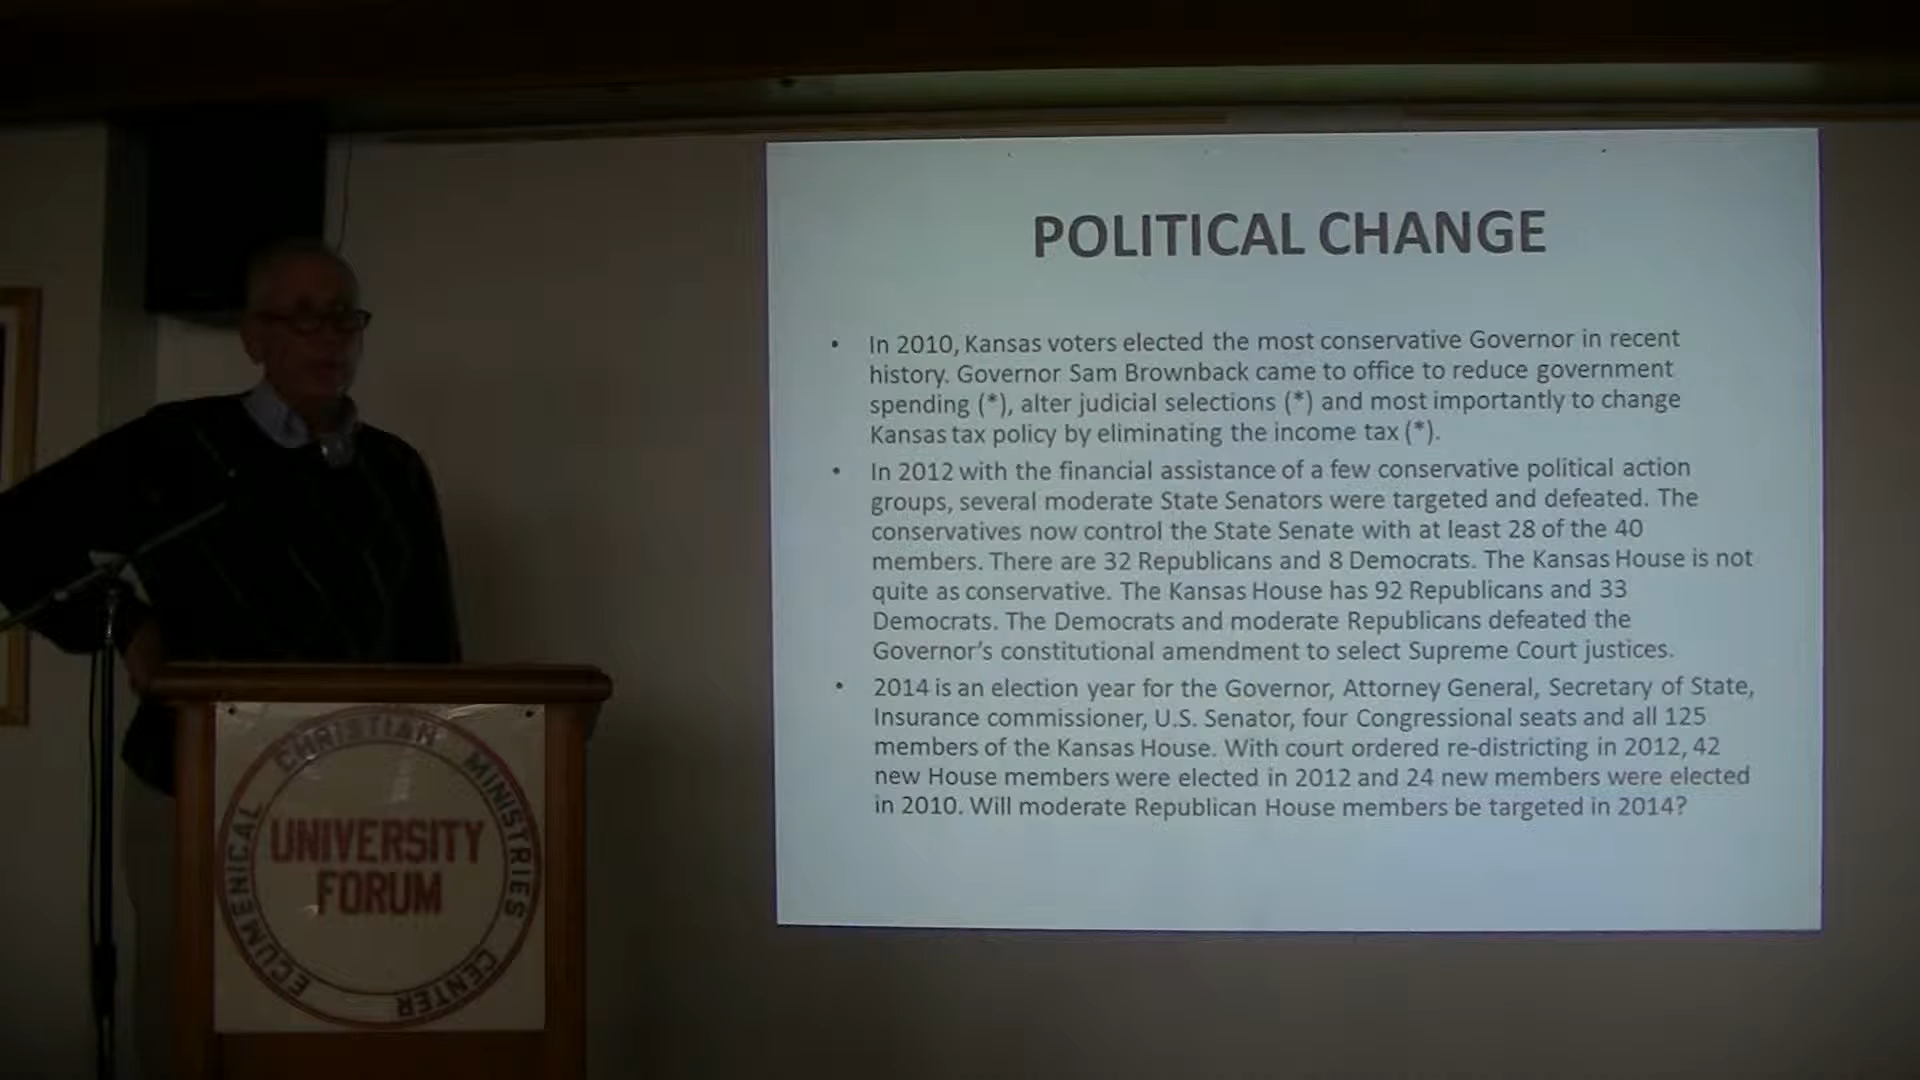 POLITICAL CHANGE
• In 2010, Kansas voters elected the most conservative Governor in recent
history. Governor Sam Brownback came to office to reduce government
spending (*), alter judicial selections (*) and most importantly to change
Kansas tax policy by eliminating the income tax (*).
• In 2012 with the financial assistance of a few conservative political action
groups, several moderate State Senators were targeted and defeated. The
conservatives now control the State Senate with at least 28 of the 40
members. There are 32 Republicans and 8 Democrats. The Kansas House is not
quite as conservative. The Kansas House has 92 Republicans and 33
Democrats. The Democrats and moderate Republicans defeated the
Governor's constitutional amendment to select Supreme Court justices.
• 2014 is an election year for the Governor, Attorney General, Secretary of State,
Insurance commissioner, U.S. Senator, four Congressional seats and all 125
members of the Kansas House. With court ordered re-districting in 2012, 42
new House members were elected in 2012 and 24 new members were elected
in 2010. Will moderate Republican House members be targeted in 2014?
ECUMENICAL CHRISTIAN MINISTRIES CENTER
UNIVERSITY
FORUM